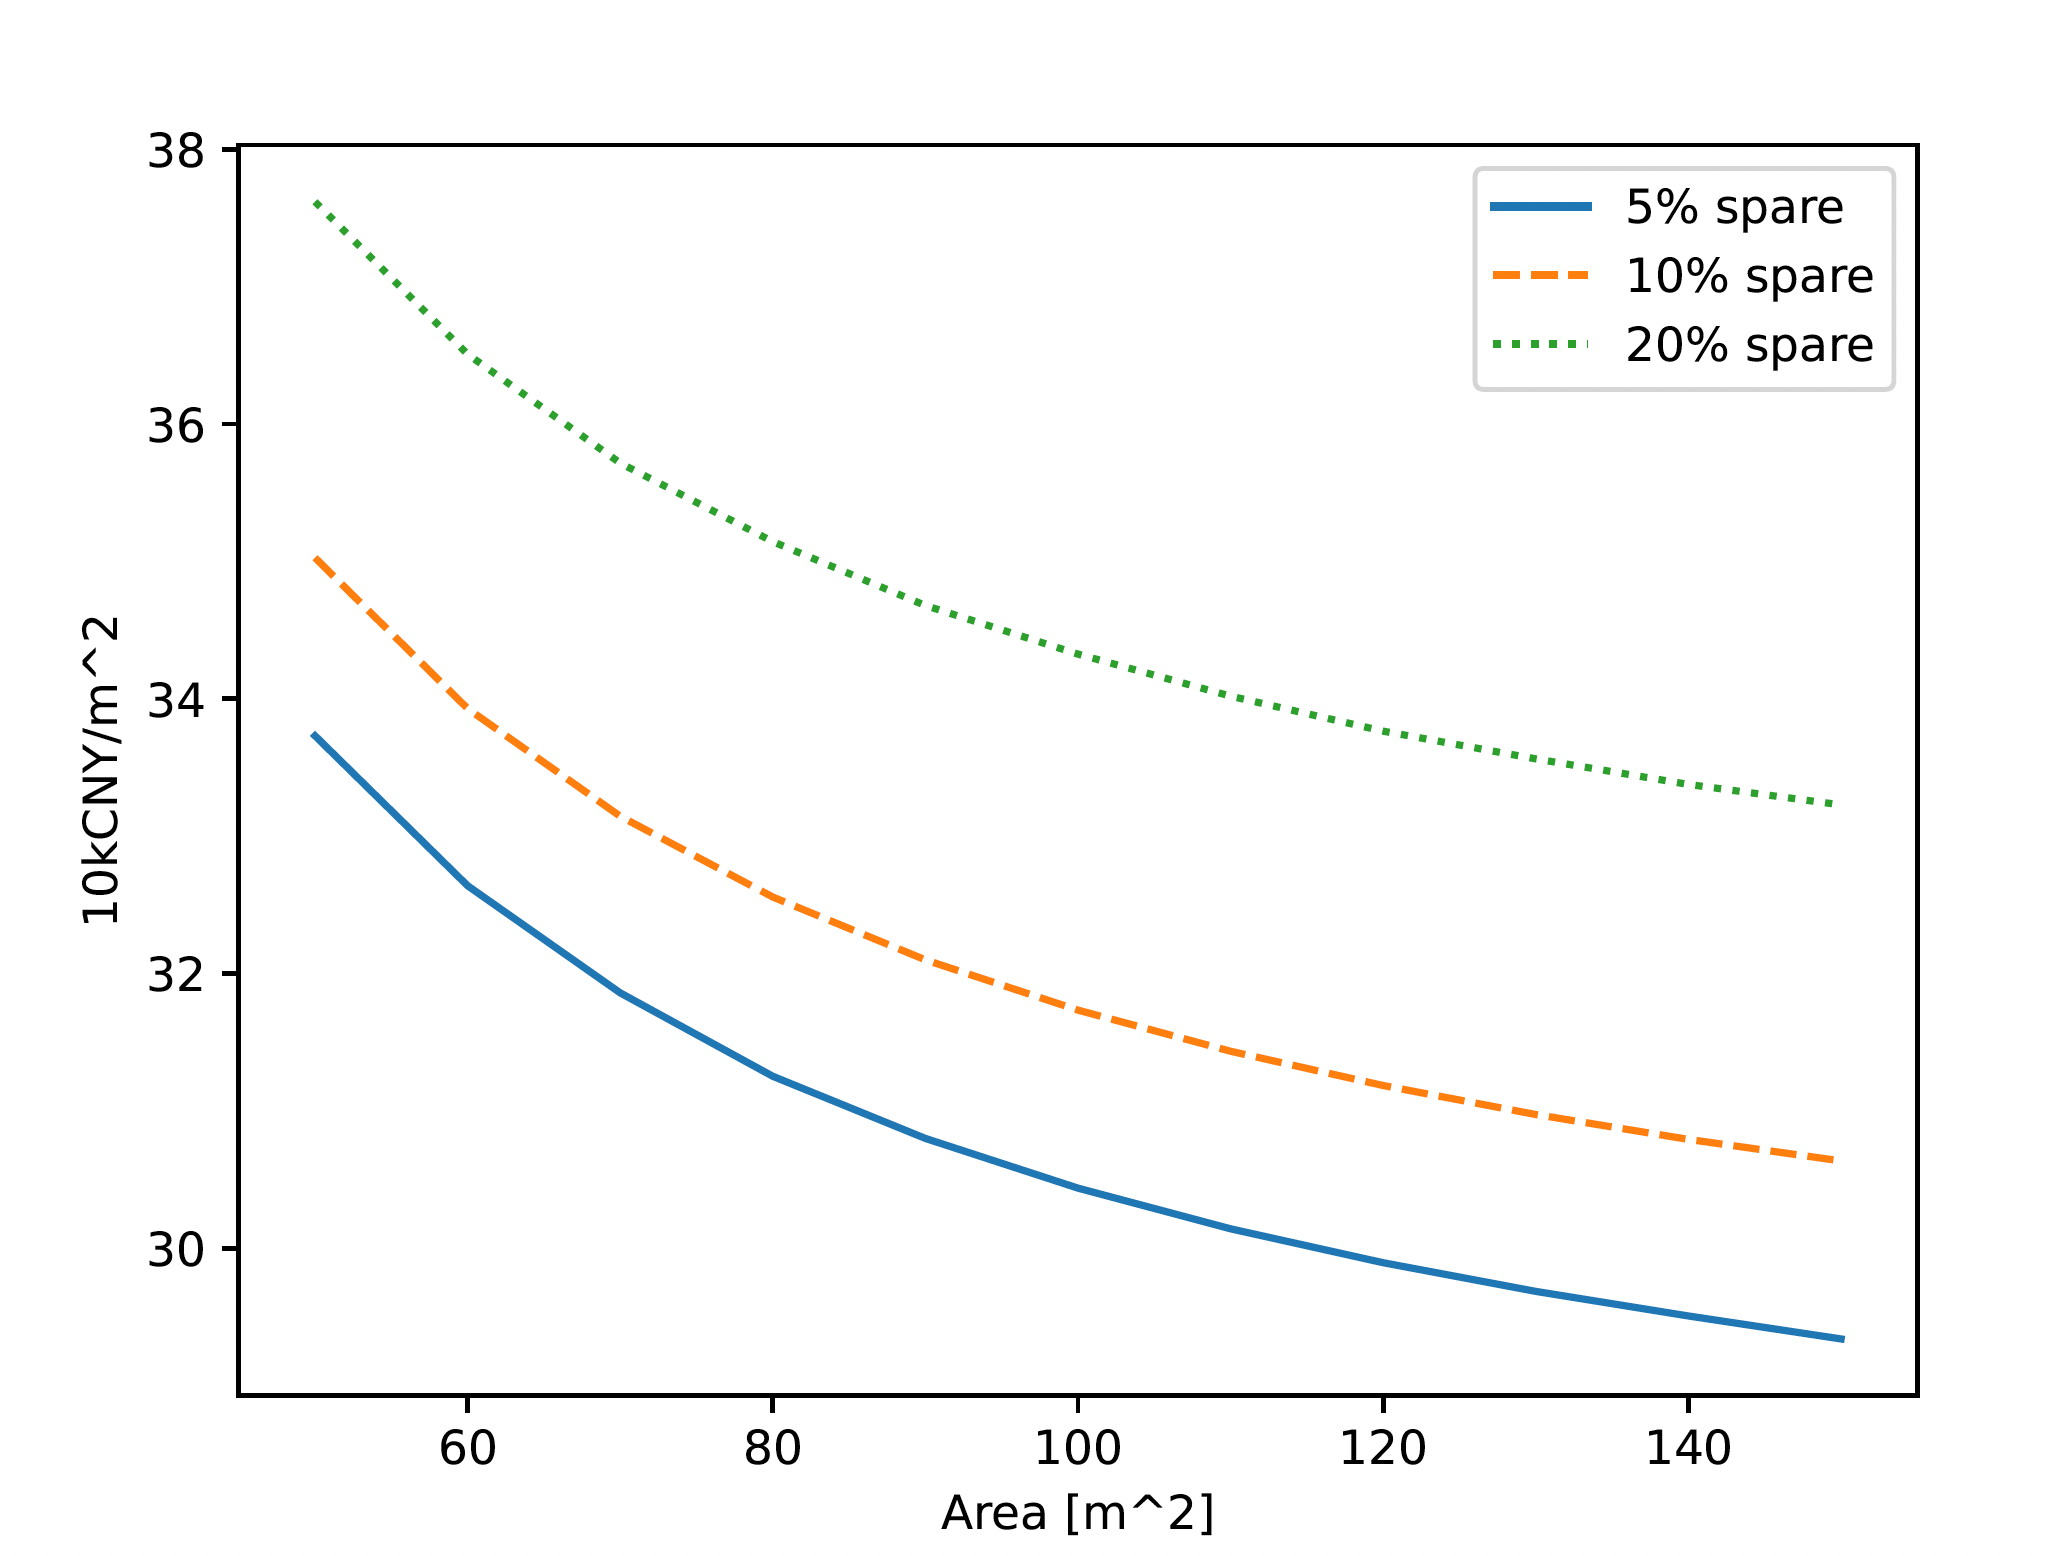 38
36
34
32
30
10kCNY/m^2
5% spare
10% spare
20% spare
60 80 100 120 140
Area [m^2]